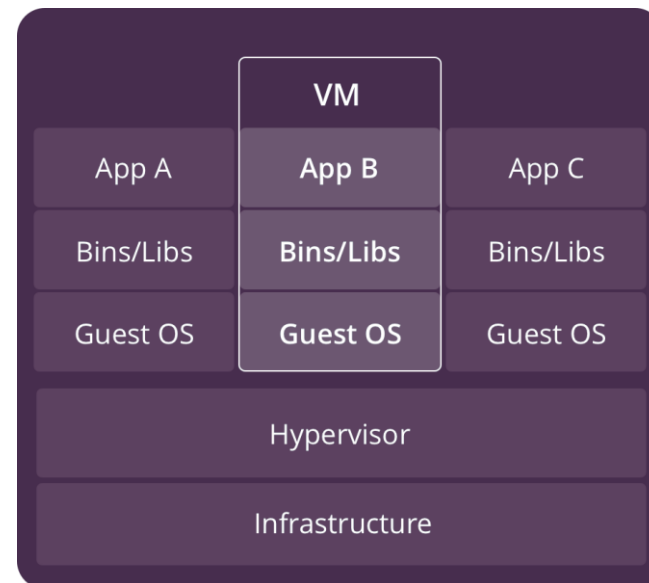 VM
App A App B App C
Bins/Libs Bins/Libs Bins/Libs
Guest OS Guest OS Guest OS
Hypervisor
Infrastructure